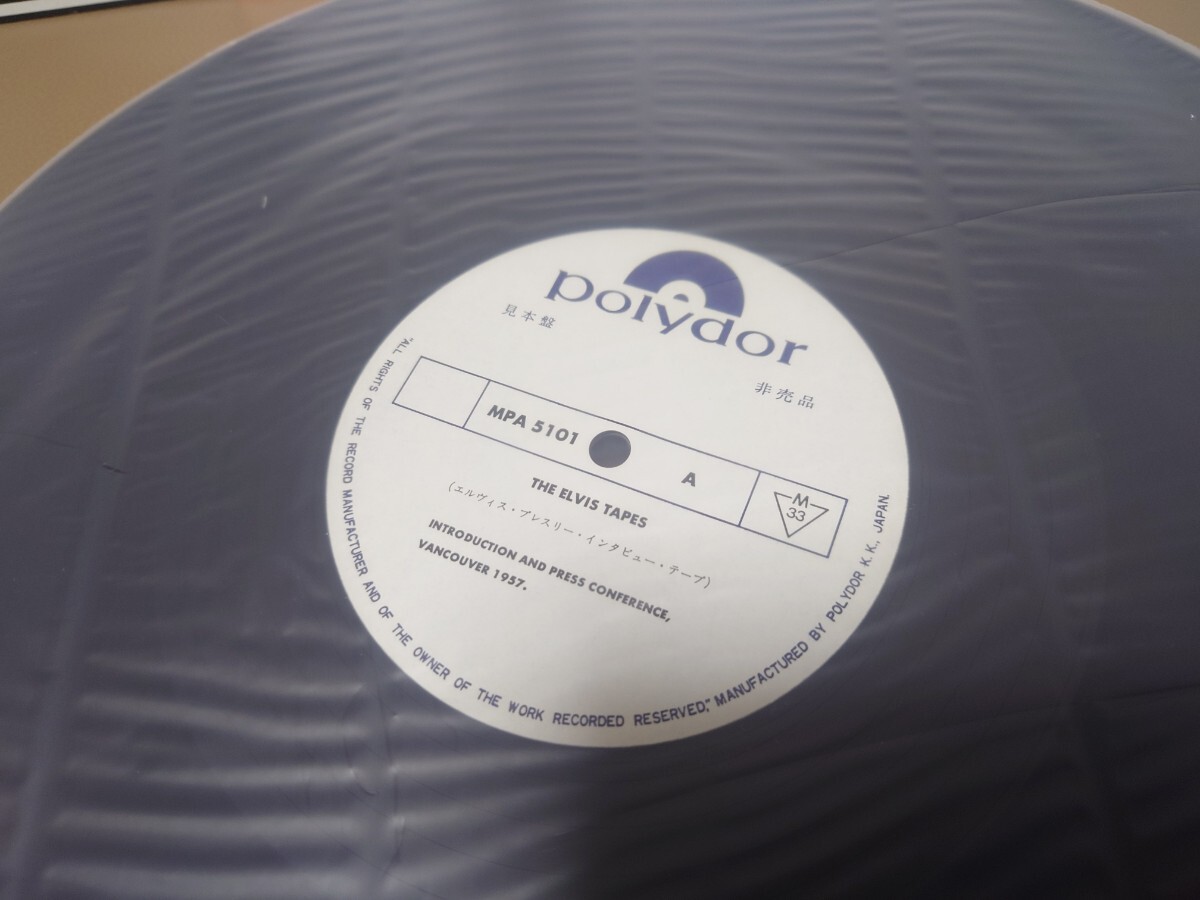 polydor
見本盤
非売品
MPA 5101
A
M
33
THE ELVIS TAPES
(エルヴィス・プレスリー・インタビュー・テープ)
INTRODUCTION AND PRESS CONFERENCE,
VANCOUVER 1957.
"ALL RIGHTS OF THE RECORD MANUFACTURER AND OF THE OWNER OF THE WORK RECORDED RESERVED," MANUFACTURED BY POLYDOR K.K., JAPAN.